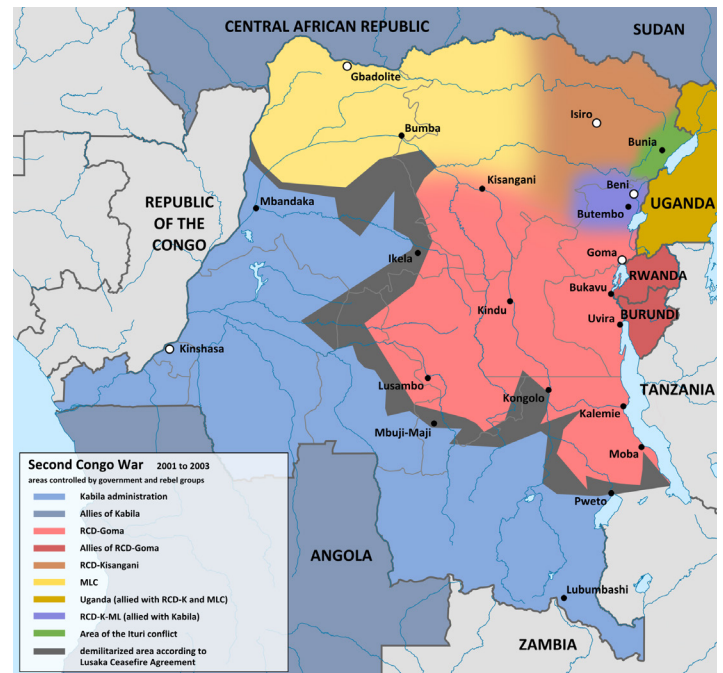 CENTRAL AFRICAN REPUBLIC
SUDAN
Gbadolite
Isiro
Bumba
Bunia
Kisangani
Beni
Mbandaka
Butembo
UGANDA
REPUBLIC
OF THE
CONGO
Ikela
Goma
RWANDA
Bukavu
Kindu
BURUNDI
Uvira
Kinshasa
Lusambo
Kongolo
TANZANIA
Kalemie
Mbuji-Maji
Moba
Pweto
ANGOLA
Lubumbashi
ZAMBIA
Second Congo War 2001 to 2003
areas controlled by government and rebel groups
Kabila administration
Allies of Kabila
RCD-Goma
Allies of RCD-Goma
RCD-Kisangani
MLC
Uganda (allied with RCD-K and MLC)
RCD-K-ML (allied with Kabila)
Area of the Ituri conflict
demilitarized area according to
Lusaka Ceasefire Agreement